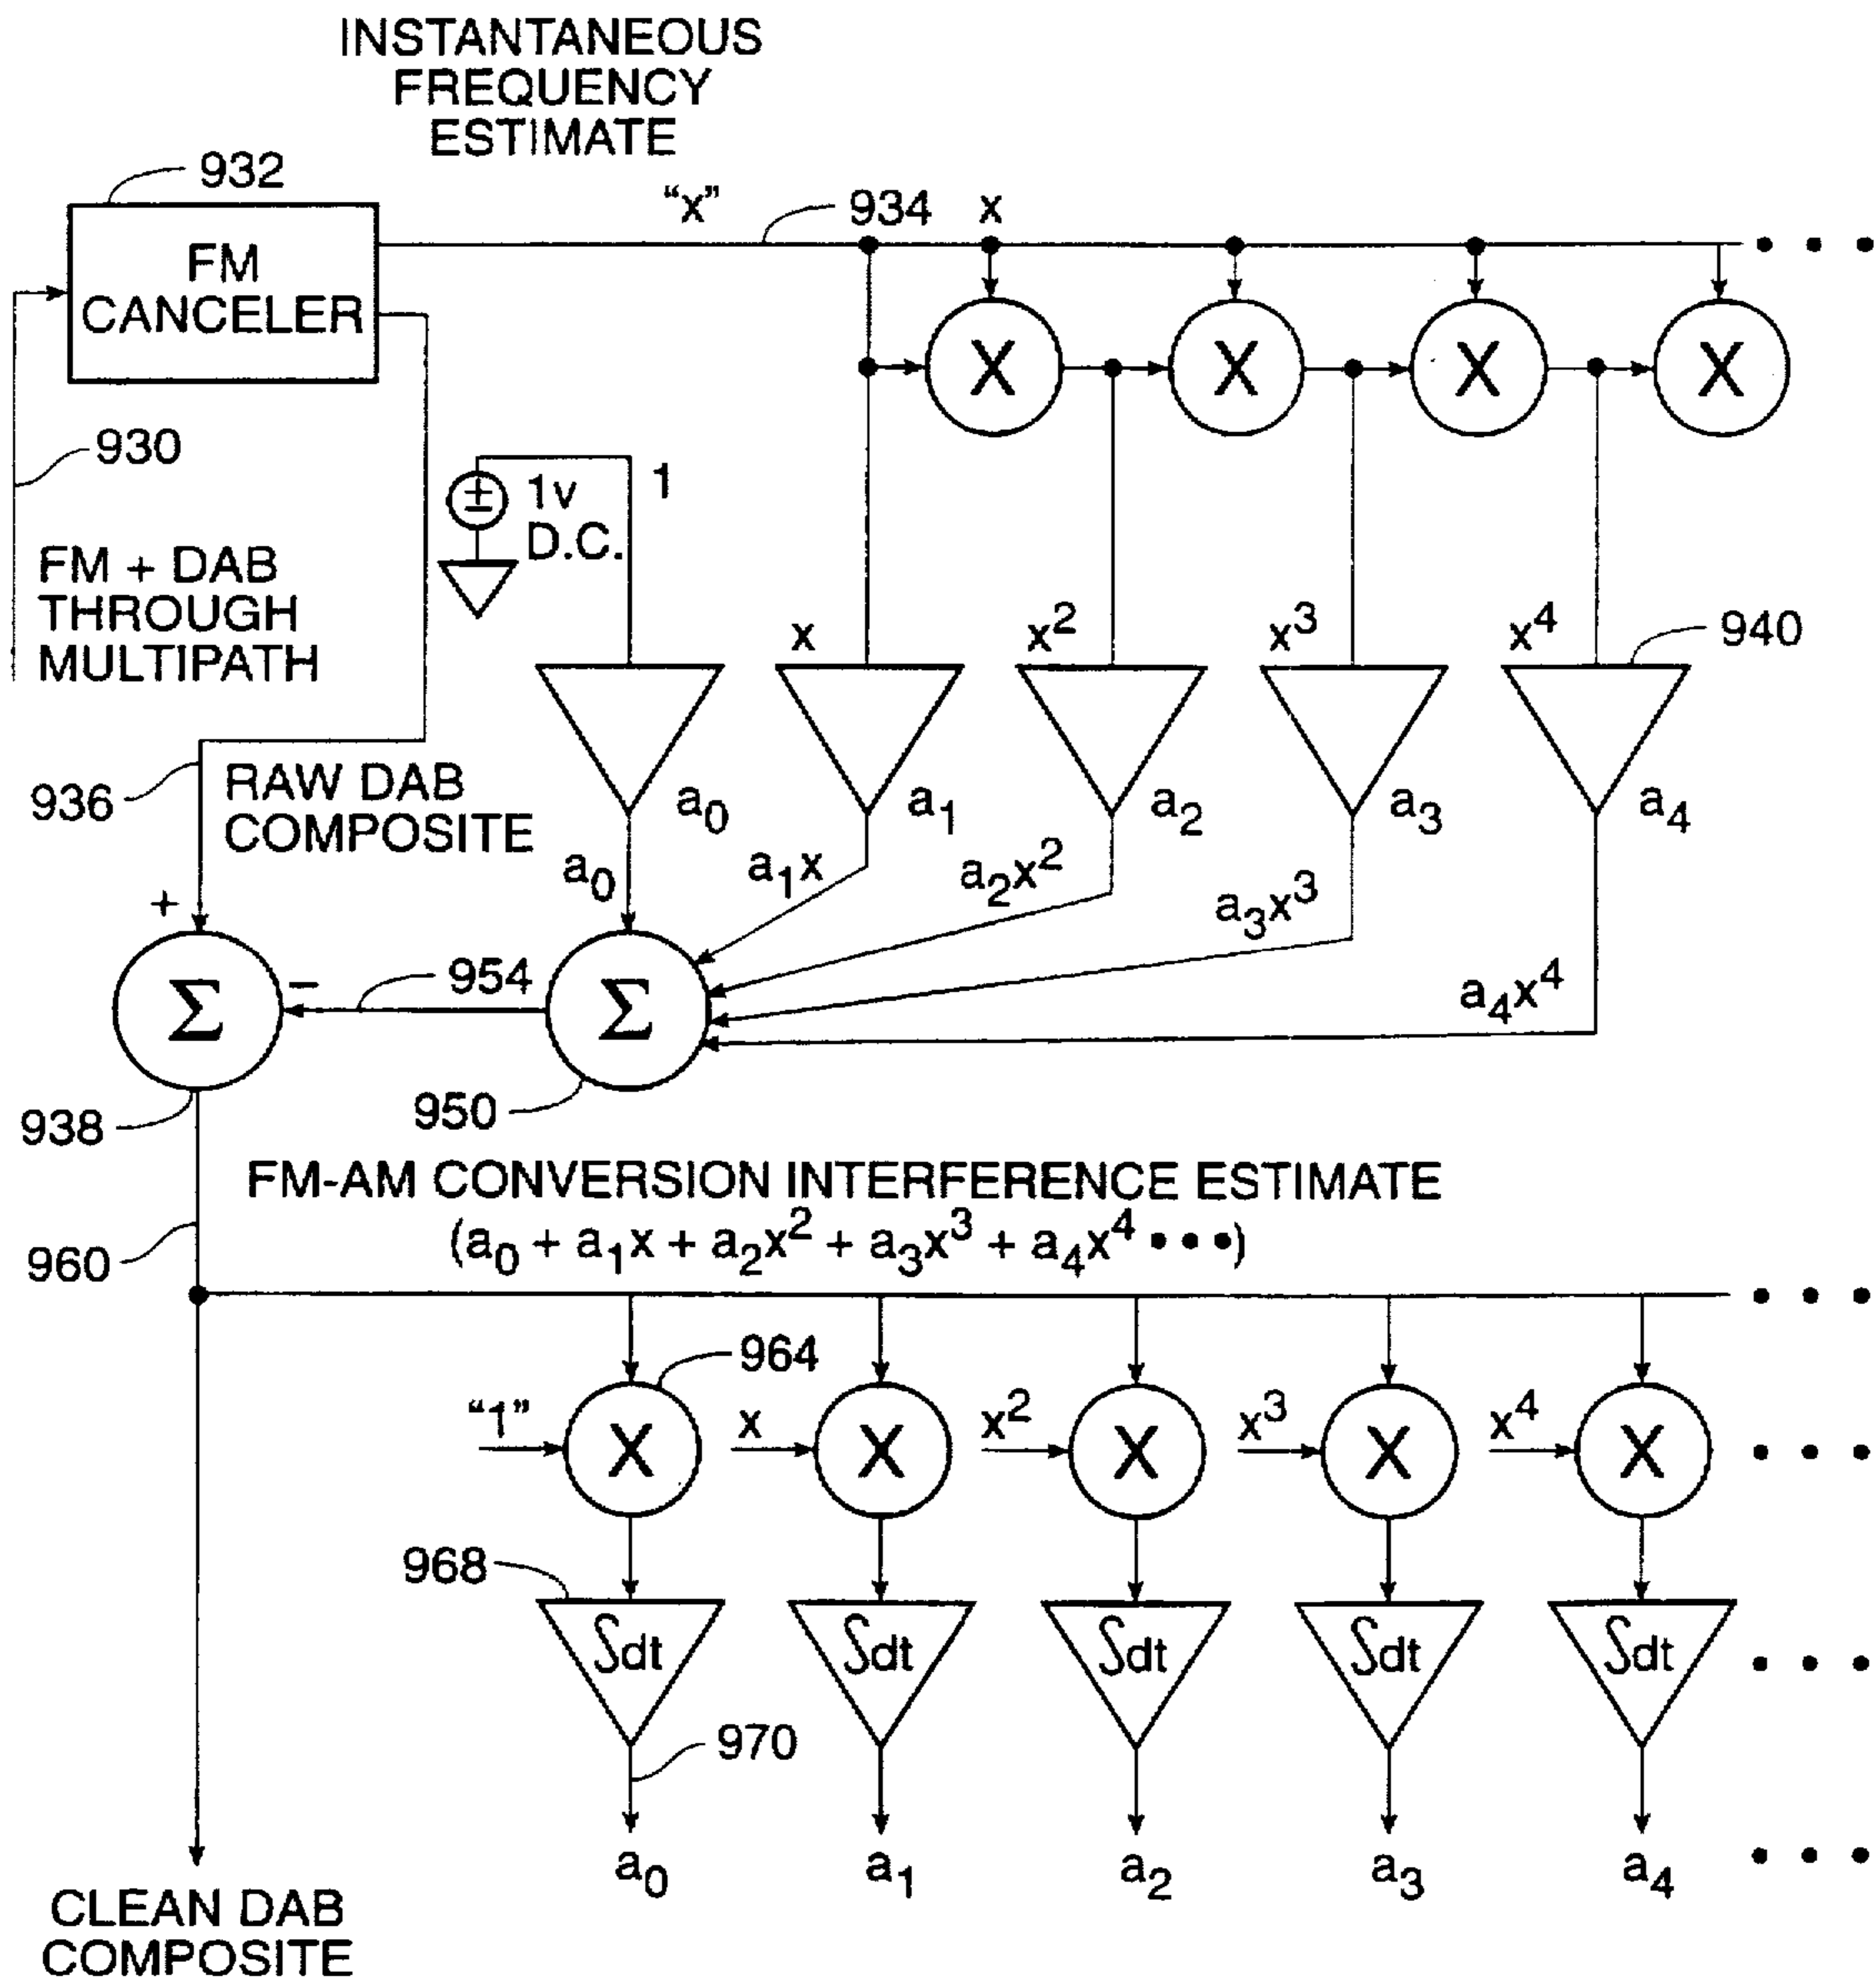 INSTANTANEOUS
FREQUENCY
ESTIMATE
932
“x”
934
x
FM
CANCELER
X X X X
930
1v
D.C.
1
±
FM + DAB
THROUGH
MULTIPATH
x
x²
x³
x⁴
940
936
RAW DAB
COMPOSITE
a₀
a₁
a₂
a₃
a₄
a₀
a₁x
a₂x²
a₃x³
a₄x⁴
+
−
954
Σ
Σ
938
950
FM-AM CONVERSION INTERFERENCE ESTIMATE
(a₀ + a₁x + a₂x² + a₃x³ + a₄x⁴ • • •)
960
964
“1”
x
x²
x³
x⁴
X X X X X
968
∫dt ∫dt ∫dt ∫dt ∫dt
970
a₀ a₁ a₂ a₃ a₄
CLEAN DAB
COMPOSITE